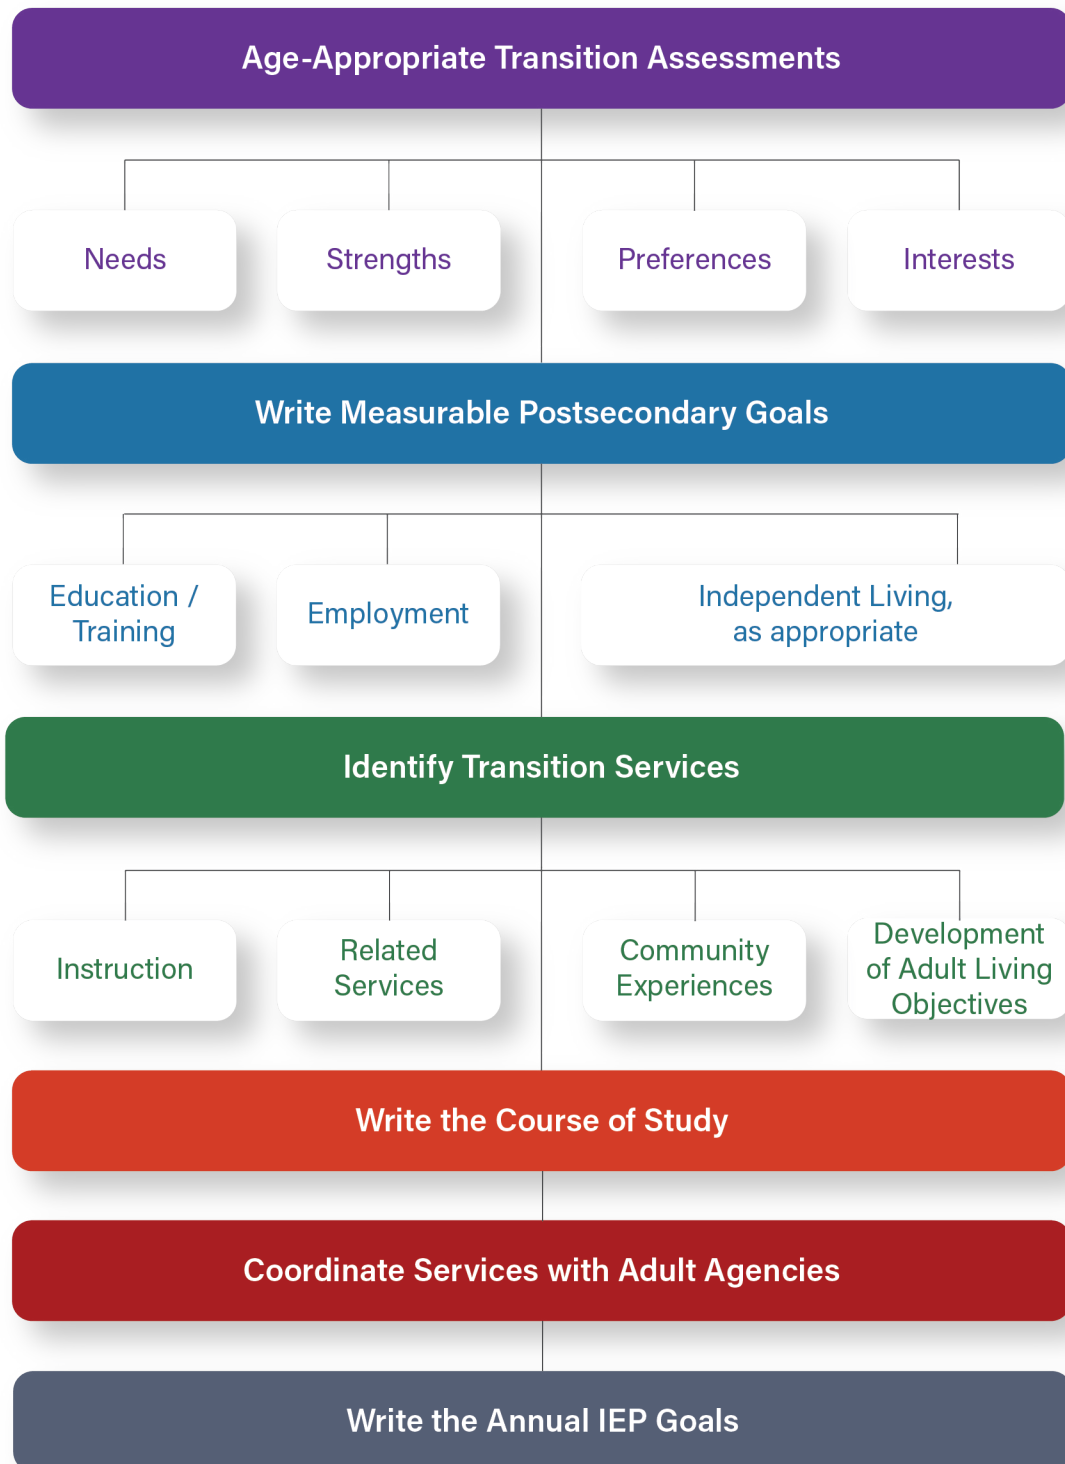 Age-Appropriate Transition Assessments
Needs
Strengths
Preferences
Interests
Write Measurable Postsecondary Goals
Education /
Training
Employment
Independent Living,
as appropriate
Identify Transition Services
Instruction
Related
Services
Community
Experiences
Development
of Adult Living
Objectives
Write the Course of Study
Coordinate Services with Adult Agencies
Write the Annual IEP Goals